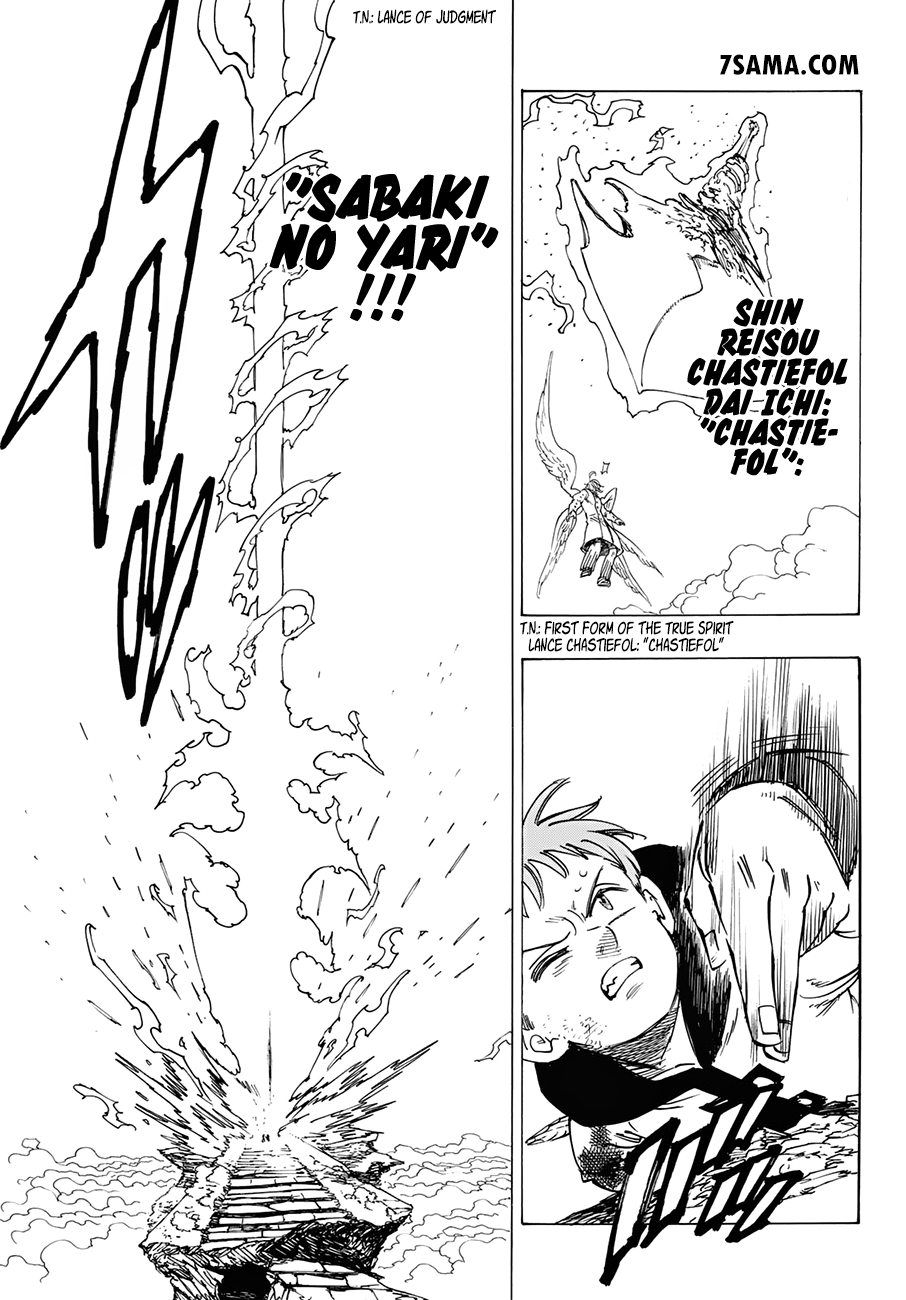 7SAMA.COM
SHIN
REISOU
CHASTIEFOL
DAI ICHI:
"CHASTIE-
FOL":
T.N.: FIRST FORM OF THE TRUE SPIRIT
LANCE CHASTIEFOL: "CHASTIEFOL"
T.N.: LANCE OF JUDGMENT
"SABAKI
NO YARI"
!!!